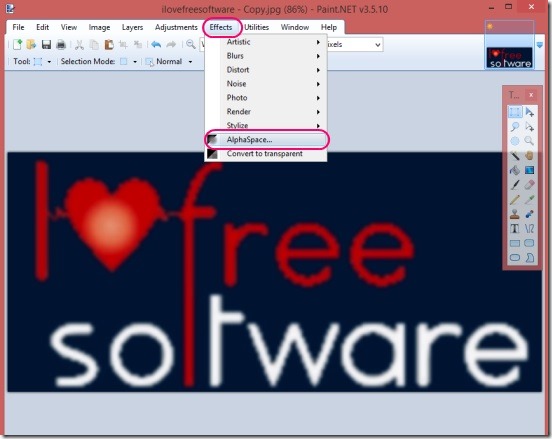 ilovefreesoftware - Copy.jpg (86%) - Paint.NET v3.5.10
File Edit View Image Layers Adjustments Effects Utilities Window Help
Tool: Selection Mode: Normal
Artistic
Blurs
Distort
Noise
Photo
Render
Stylize
AlphaSpace...
Convert to transparent
free
software
T... x
I free
software